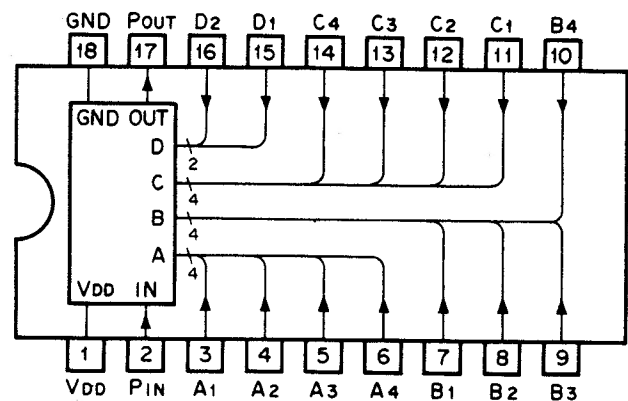 GND POUT D2 D1 C4 C3 C2 C1 B4
18 17 16 15 14 13 12 11 10
GND OUT
D
2
C
4
B
4
A
4
VDD IN
1 2 3 4 5 6 7 8 9
VDD PIN A1 A2 A3 A4 B1 B2 B3